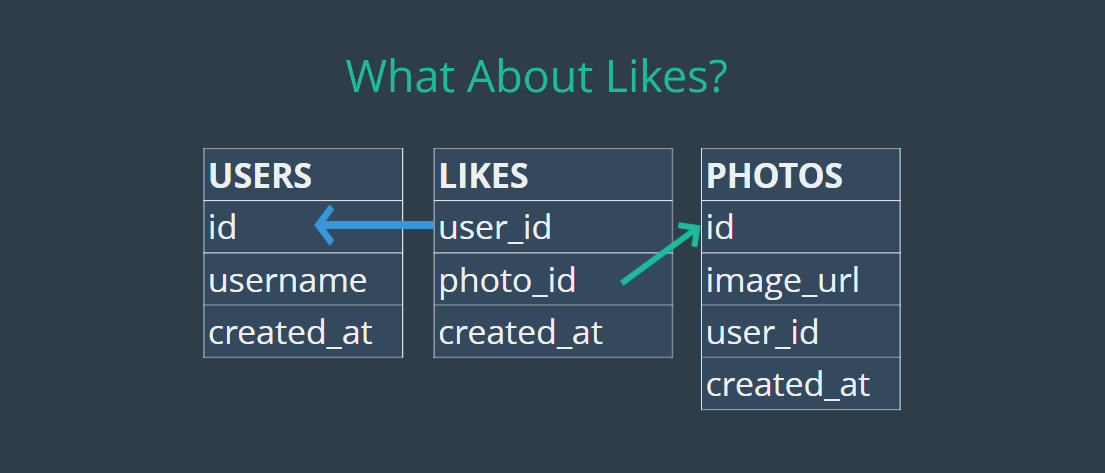 What About Likes?
USERS
id
username
created_at
LIKES
user_id
photo_id
created_at
PHOTOS
id
image_url
user_id
created_at